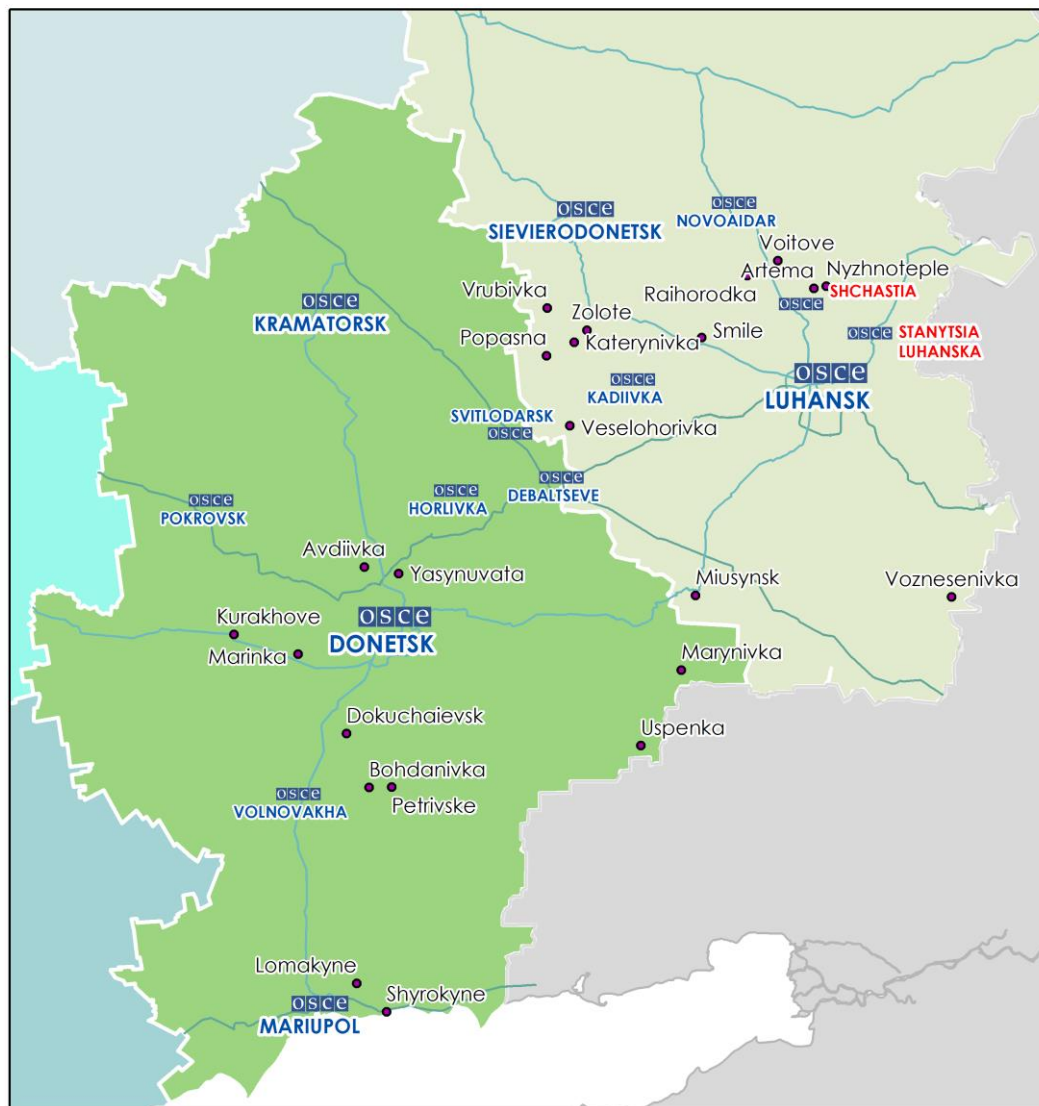 osce
NOVOAIDAR
osce
SIEVIERODONETSK
Voitove
Artema
Nyzhnoteple
SHCHASTIA
osce
Raihorodka
Vrubivka
osce
KRAMATORSK
Zolote
Smile
osce
STANYTSIA
LUHANSKA
Popasna
Katerynivka
osce
LUHANSK
osce
KADIIVKA
SVITLODARSK
osce
Veselohorivka
osce
DEBALTSEVE
osce
HORLIVKA
osce
POKROVSK
Avdiivka
Yasynuvata
Miusynsk
Voznesenivka
osce
DONETSK
Kurakhove
Marinka
Marynivka
Dokuchaievsk
Uspenka
Bohdanivka
Petrivske
osce
VOLNOVAKHA
Lomakyne
Shyrokyne
osce
MARIUPOL